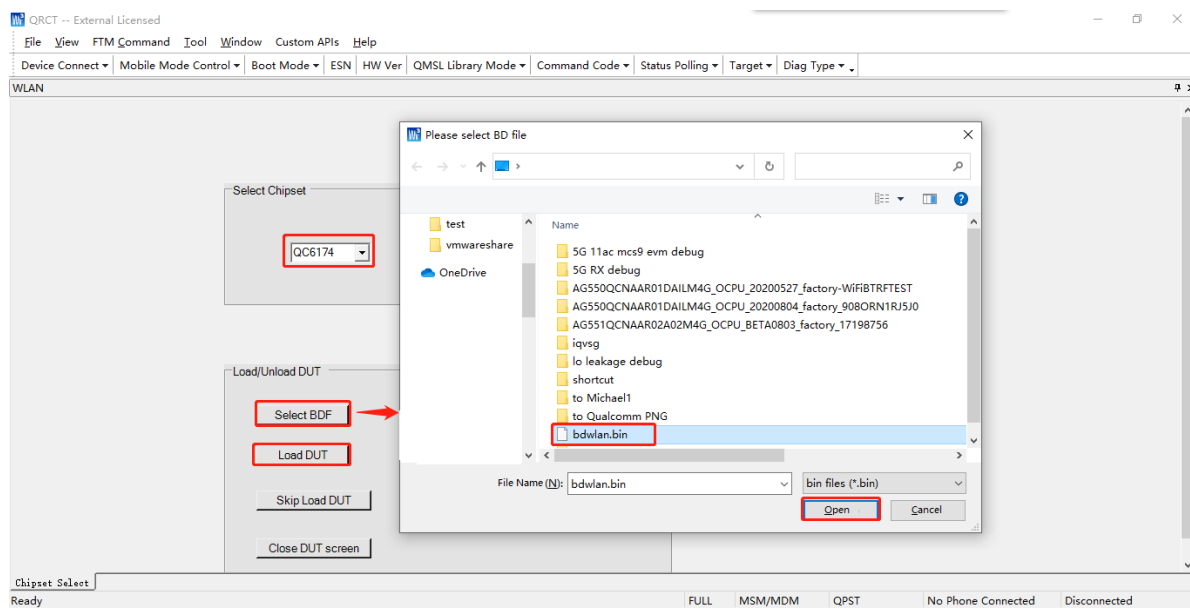 QRCT -- External Licensed
File View FTM Command Tool Window Custom APIs Help
Device Connect Mobile Mode Control Boot Mode ESN HW Ver QMSL Library Mode Command Code Status Polling Target Diag Type
WLAN
Please select BD file
Select Chipset
QC6174
test
vmwareshare
OneDrive
Name
5G 11ac mcs9 evm debug
5G RX debug
AG550QCNAAR01DAILM4G_OCPU_20200527_factory-WiFiBTRFTEST
AG550QCNAAR01DAILM4G_OCPU_20200804_factory_908ORN1RJ5J0
AG551QCNAAR02A02M4G_OCPU_BETA0803_factory_17198756
iqvsg
lo leakage debug
shortcut
to Michael1
to Qualcomm PNG
bdwlan.bin
File Name (N): bdwlan.bin bin files (*.bin)
Open Cancel
Load/Unload DUT
Select BDF
Load DUT
Skip Load DUT
Close DUT screen
Chipset Select
Ready FULL MSM/MDM QPST No Phone Connected Disconnected